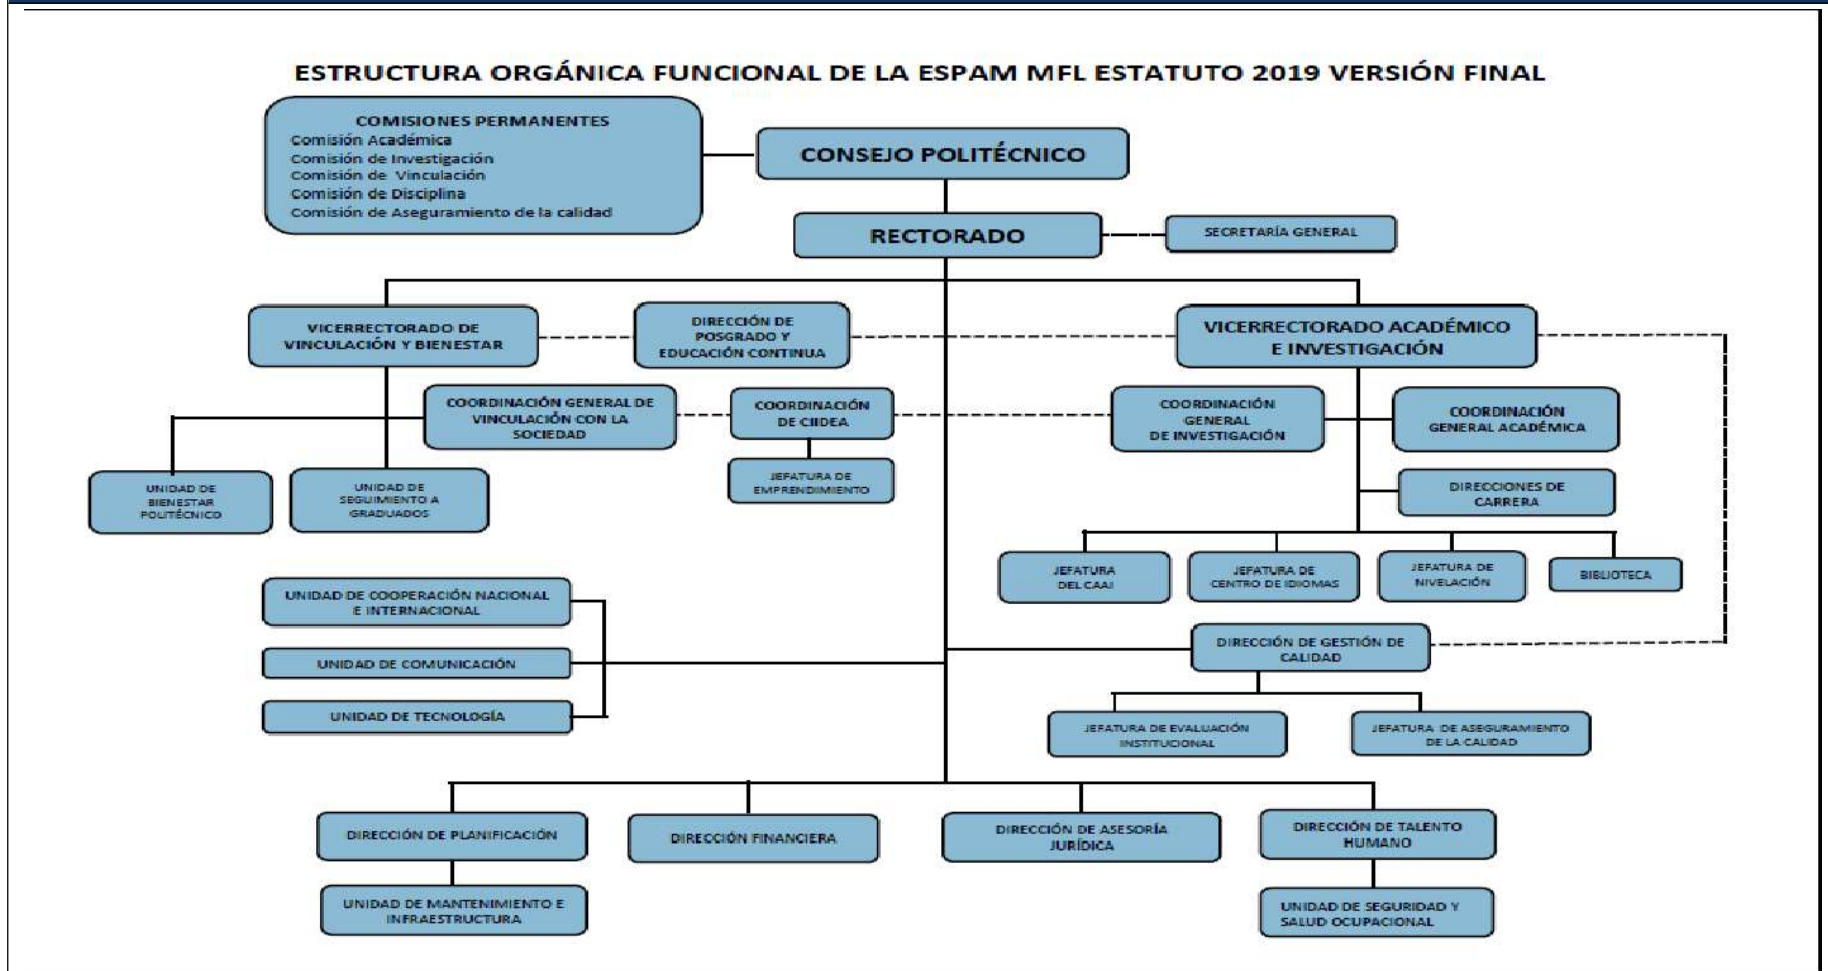 ESTRUCTURA ORGÁNICA FUNCIONAL DE LA ESPAM MFL ESTATUTO 2019 VERSIÓN FINAL
COMISIONES PERMANENTES
Comisión Académica
Comisión de Investigación
Comisión de Vinculación
Comisión de Disciplina
Comisión de Aseguramiento de la calidad
CONSEJO POLITÉCNICO
RECTORADO
SECRETARÍA GENERAL
VICERRECTORADO DE
VINCULACIÓN Y BIENESTAR
DIRECCIÓN DE
POSGRADO Y
EDUCACIÓN CONTINUA
VICERRECTORADO ACADÉMICO
E INVESTIGACIÓN
COORDINACIÓN GENERAL DE
VINCULACIÓN CON LA
SOCIEDAD
COORDINACIÓN
DE CIIDEA
COORDINACIÓN
GENERAL
DE INVESTIGACIÓN
COORDINACIÓN
GENERAL ACADÉMICA
UNIDAD DE
BIENESTAR
POLITÉCNICO
UNIDAD DE
SEGUIMIENTO A
GRADUADOS
JEFATURA DE
EMPRENDIMIENTO
DIRECCIONES DE
CARRERA
JEFATURA
DEL CAAI
JEFATURA DE
CENTRO DE IDIOMAS
JEFATURA DE
NIVELACIÓN
BIBLIOTECA
UNIDAD DE COOPERACIÓN NACIONAL
E INTERNACIONAL
UNIDAD DE COMUNICACIÓN
UNIDAD DE TECNOLOGÍA
DIRECCIÓN DE GESTIÓN DE
CALIDAD
JEFATURA DE EVALUACIÓN
INSTITUCIONAL
JEFATURA DE ASEGURAMIENTO
DE LA CALIDAD
DIRECCIÓN DE PLANIFICACIÓN
DIRECCIÓN FINANCIERA
DIRECCIÓN DE ASESORÍA
JURÍDICA
DIRECCIÓN DE TALENTO
HUMANO
UNIDAD DE MANTENIMIENTO E
INFRAESTRUCTURA
UNIDAD DE SEGURIDAD Y
SALUD OCUPACIONAL